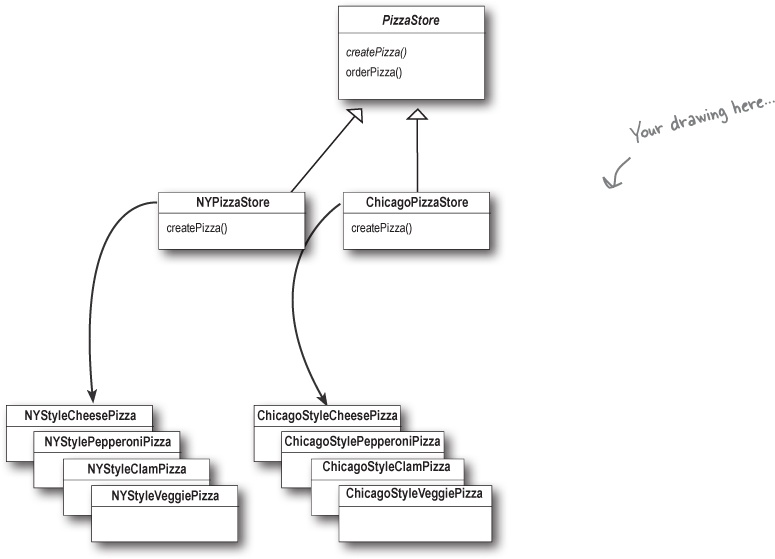 PizzaStore
createPizza()
orderPizza()
Your drawing here...
NYPizzaStore
createPizza()
ChicagoPizzaStore
createPizza()
NYStyleCheesePizza
NYStylePepperoniPizza
NYStyleClamPizza
NYStyleVeggiePizza
ChicagoStyleCheesePizza
ChicagoStylePepperoniPizza
ChicagoStyleClamPizza
ChicagoStyleVeggiePizza